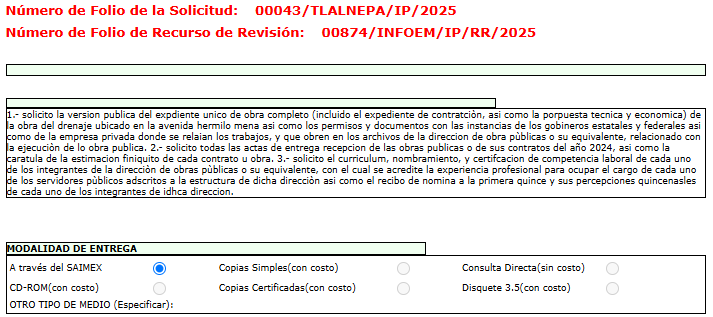 Número de Folio de la Solicitud: 00043/TLALNEPA/IP/2025
Número de Folio de Recurso de Revisión: 00874/INFOEM/IP/RR/2025
1.- solicito la version publica del expdiente unico de obra completo (incluido el expediente de contratciòn, asi como la porpuesta tecnica y economica) de
la obra del drenaje ubicado en la avenida hermilo mena asi como los permisos y documentos con las instancias de los gobineros estatales y federales asi
como de la empresa privada donde se relaian los trabajos, y que obren en los archivos de la direccion de obra pùblicas o su equivalente, relacionado con
la ejecuciòn de lo obra publica. 2.- solicito todas las actas de entrega recepcion de las obras publicas o de sus contratos del año 2024, asi como la
caratula de la estimacion finiquito de cada contrato u obra. 3.- solicito el curriculum, nombramiento, y certifcacion de competencia laboral de cada uno
de los integrantes de la direcciòn de obras pùblicas o su equivalente, con el cual se acredite la experiencia profesional para ocupar el cargo de cada uno
de los servidores pùblicos adscritos a la estructura de dicha direcciòn asi como el recibo de nomina a la primera quince y sus percepciones quincenasles
de cada uno de los integrantes de idhca direccion.
MODALIDAD DE ENTREGA
A través del SAIMEX Copias Simples(con costo) Consulta Directa(sin costo)
CD-ROM(con costo) Copias Certificadas(con costo) Disquete 3.5(con costo)
OTRO TIPO DE MEDIO (Especificar):